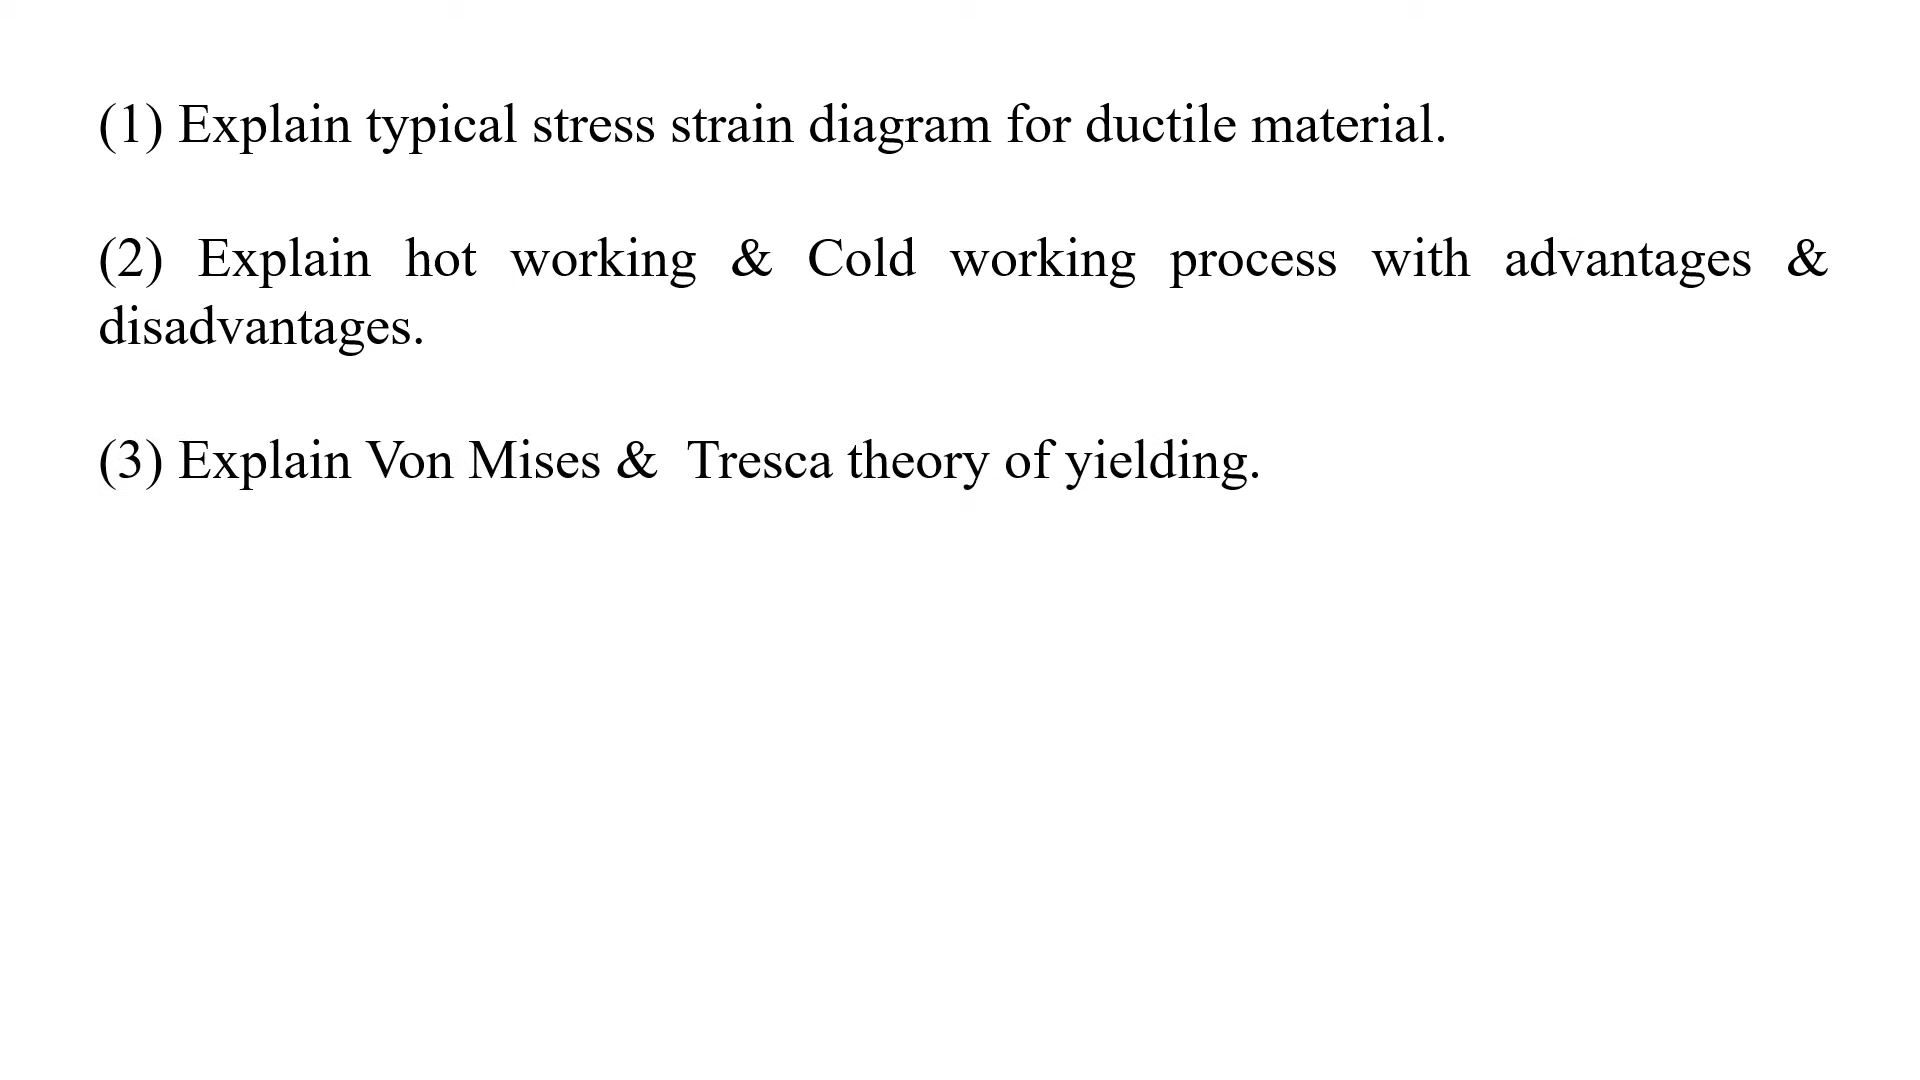 (1) Explain typical stress strain diagram for ductile material.
(2) Explain hot working & Cold working process with advantages &
disadvantages.
(3) Explain Von Mises & Tresca theory of yielding.